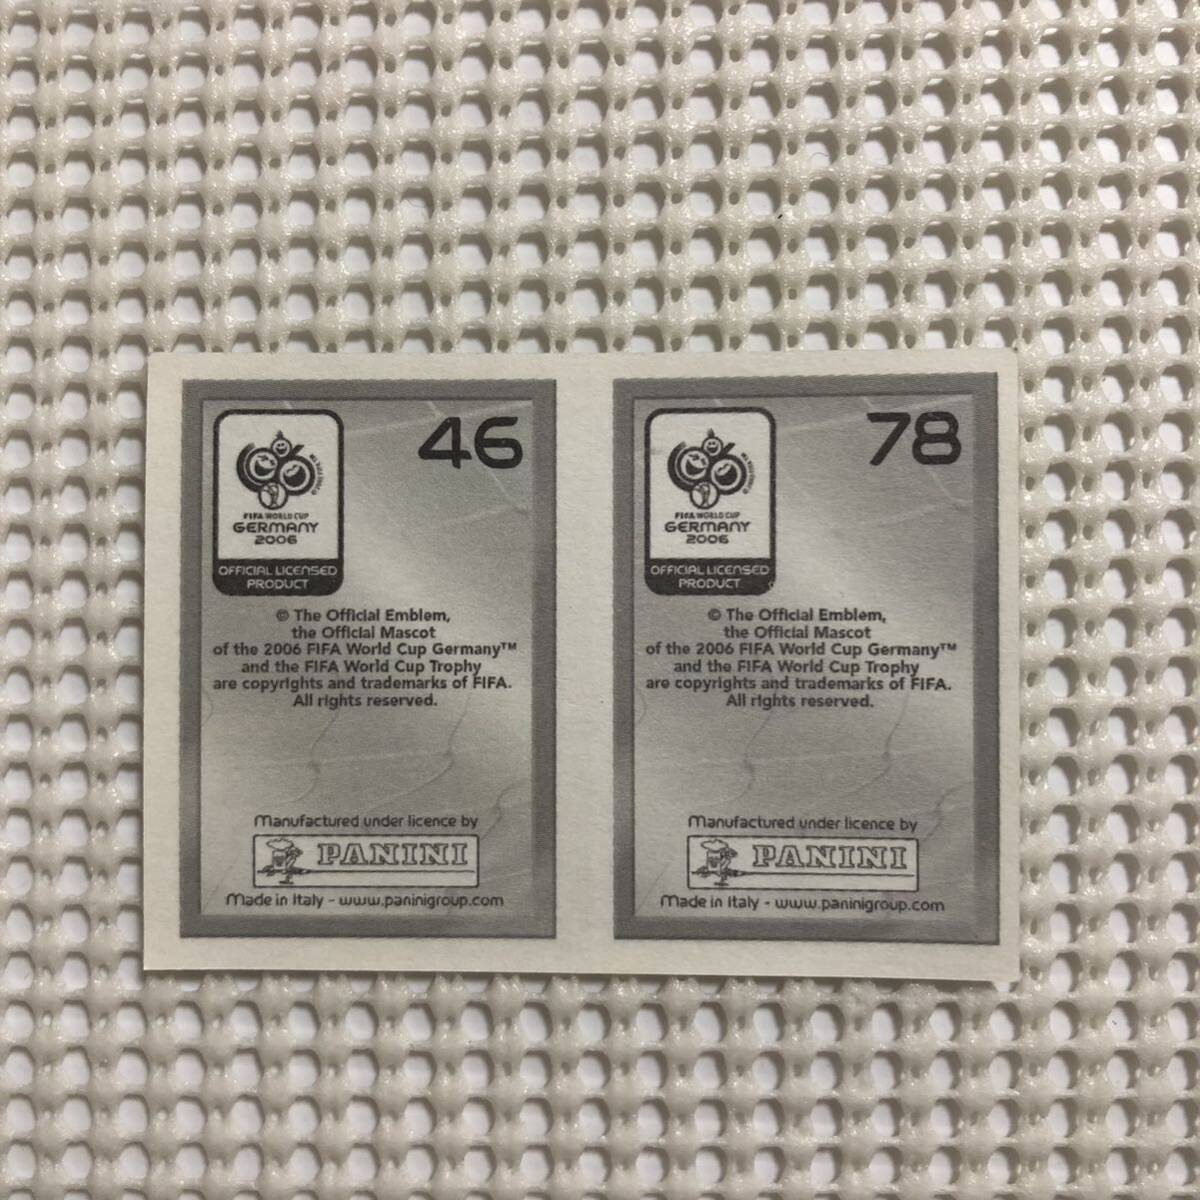 46
FIFA WORLD CUP
GERMANY
2006
OFFICIAL LICENSED
PRODUCT
© The Official Emblem,
the Official Mascot
of the 2006 FIFA World Cup Germany™
and the FIFA World Cup Trophy
are copyrights and trademarks of FIFA.
All rights reserved.
Manufactured under licence by
PANINI
Made in Italy - www.paninigroup.com
78
FIFA WORLD CUP
GERMANY
2006
OFFICIAL LICENSED
PRODUCT
© The Official Emblem,
the Official Mascot
of the 2006 FIFA World Cup Germany™
and the FIFA World Cup Trophy
are copyrights and trademarks of FIFA.
All rights reserved.
Manufactured under licence by
PANINI
Made in Italy - www.paninigroup.com